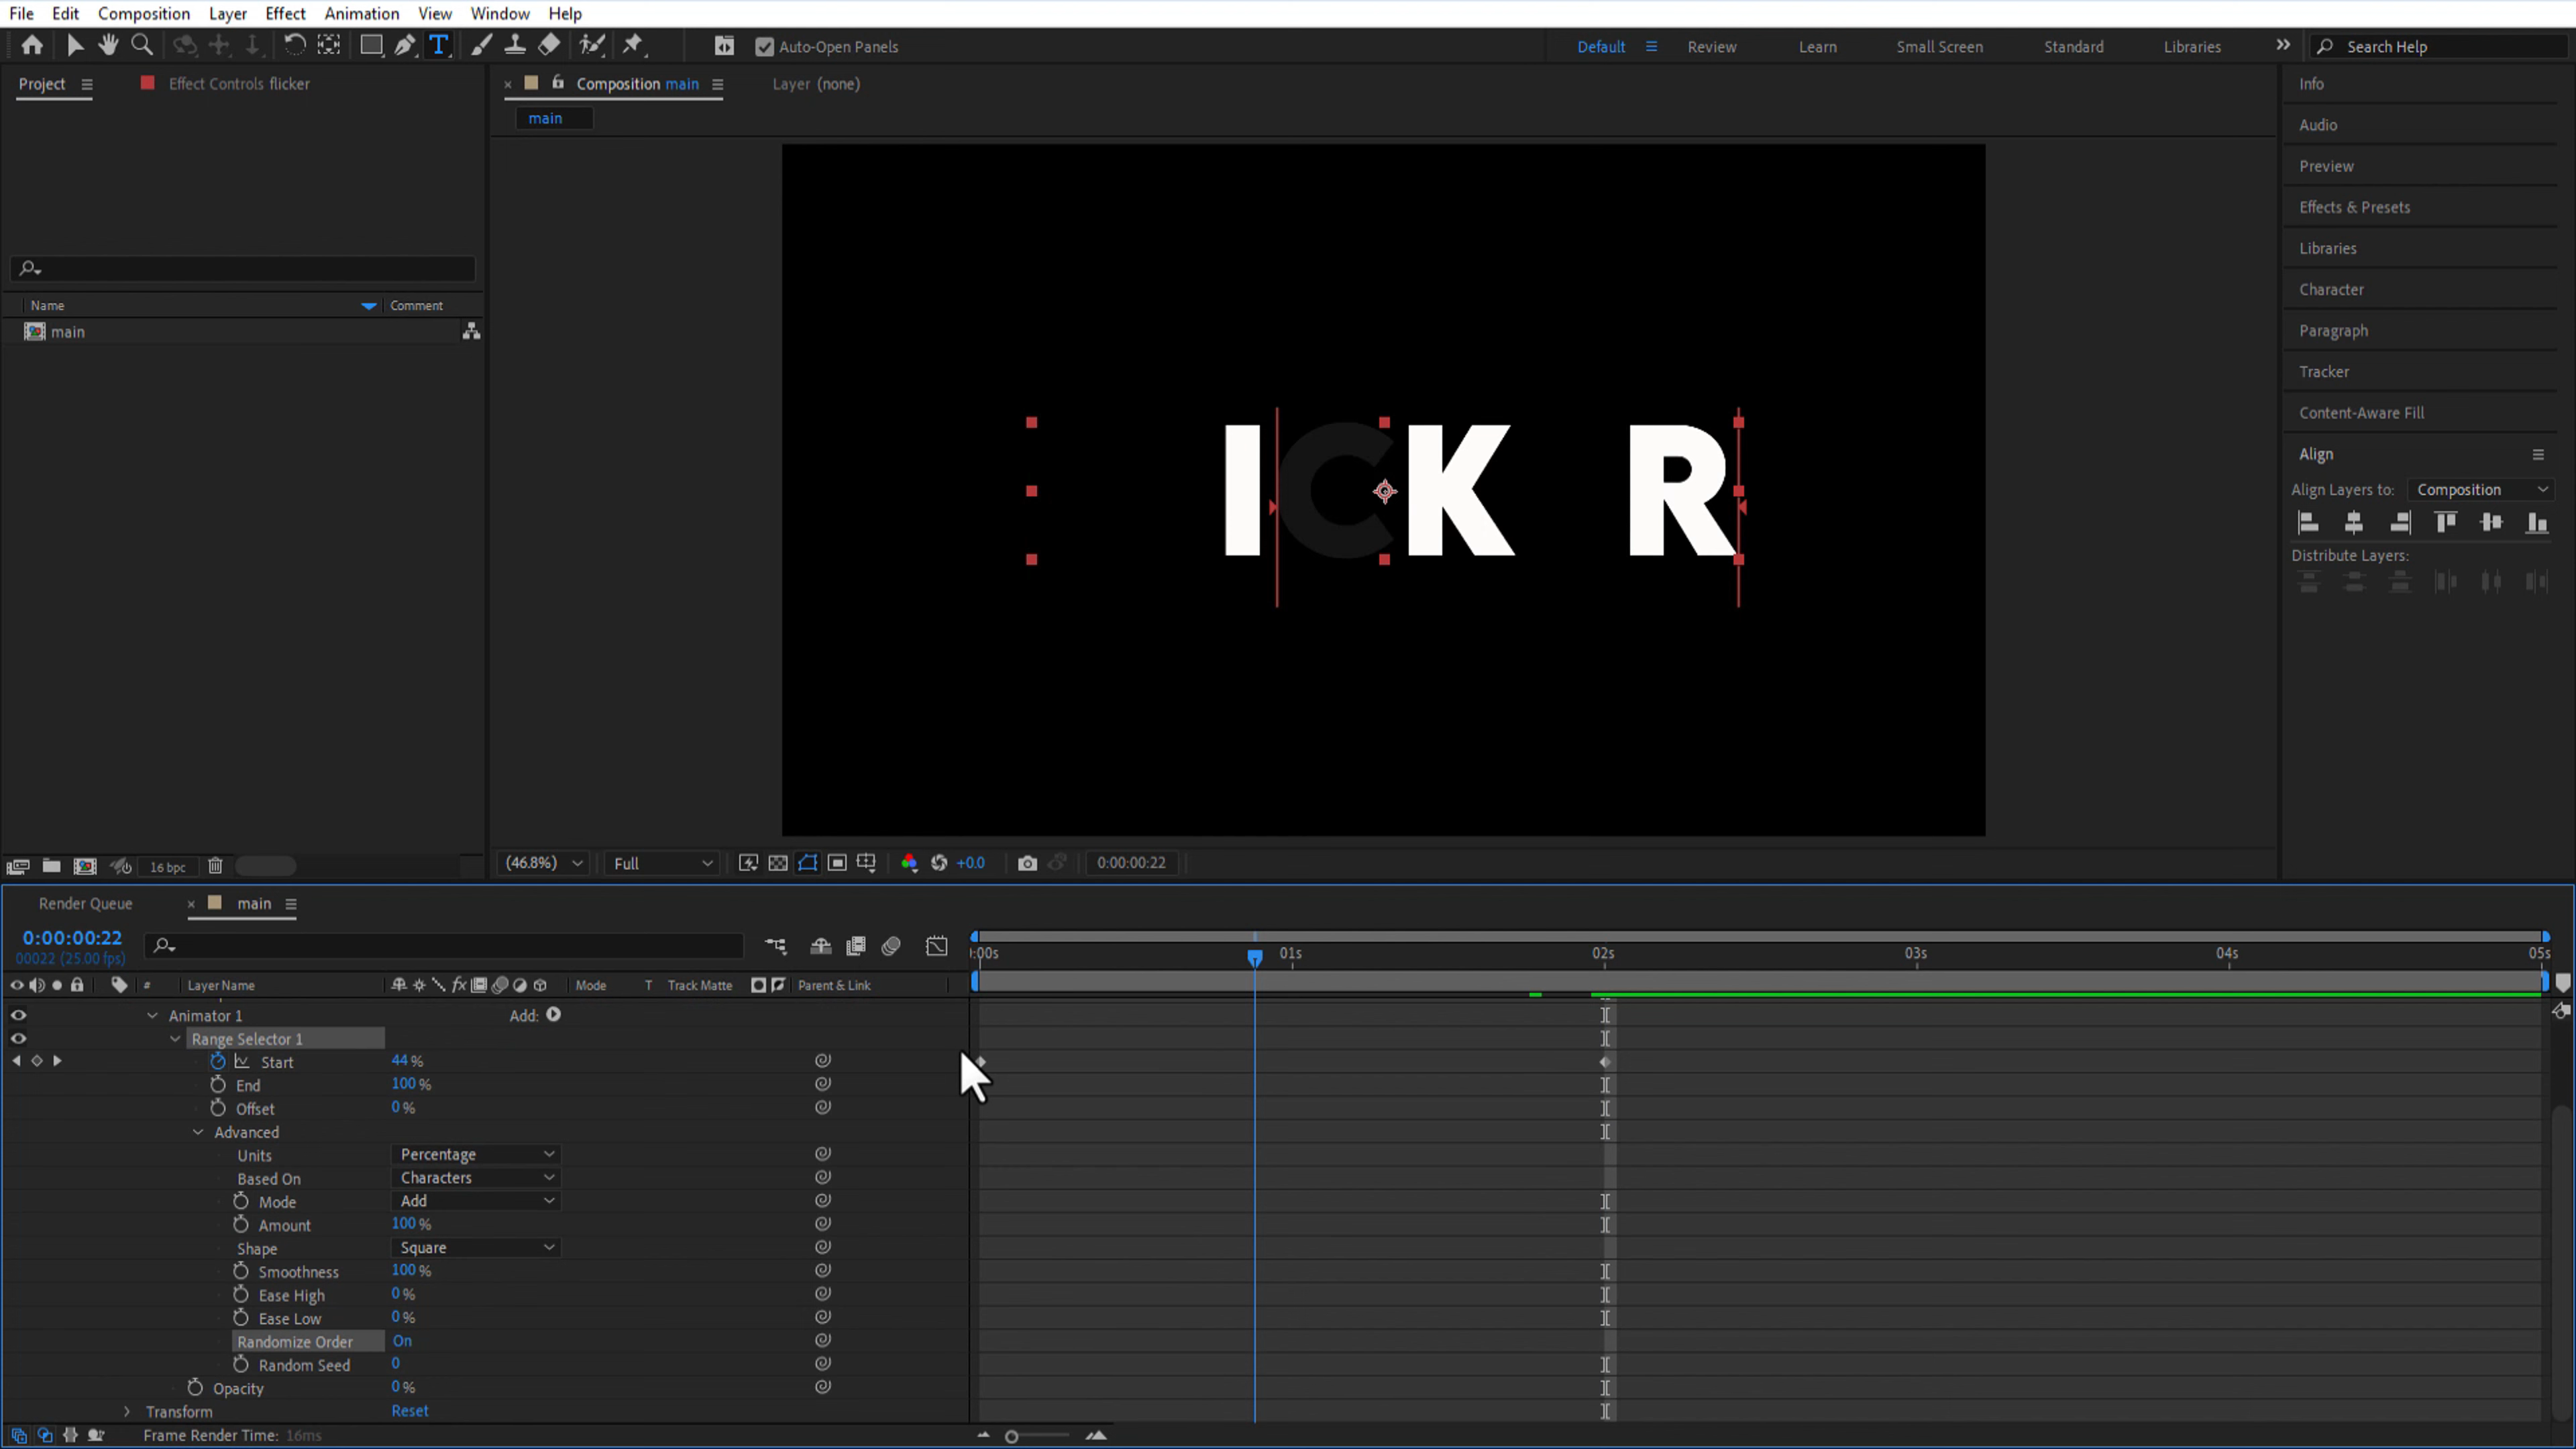 File Edit Composition Layer Effect Animation View Window Help
T Auto-Open Panels Default Review Learn Small Screen Standard Libraries Search Help
Project Effect Controls flicker Composition main Layer (none) Info
main
Audio
Preview
Effects & Presets
Libraries
Character
Paragraph
Tracker
Content-Aware Fill
Align
Align Layers to: Composition
Distribute Layers:
Name Comment
main
ICK R
16 bpc (46.8%) Full +0.0 0:00:00:22
Render Queue main
0:00:00:22
00022 (25.00 fps)
:00s 01s 02s 03s 04s 05s
# Layer Name fx Mode T Track Matte Parent & Link
Animator 1 Add:
Range Selector 1
Start 44 %
End 100 %
Offset 0 %
Advanced
Units Percentage
Based On Characters
Mode Add
Amount 100 %
Shape Square
Smoothness 100 %
Ease High 0 %
Ease Low 0 %
Randomize Order On
Random Seed 0
Opacity 0 %
Transform Reset
Frame Render Time: 16ms